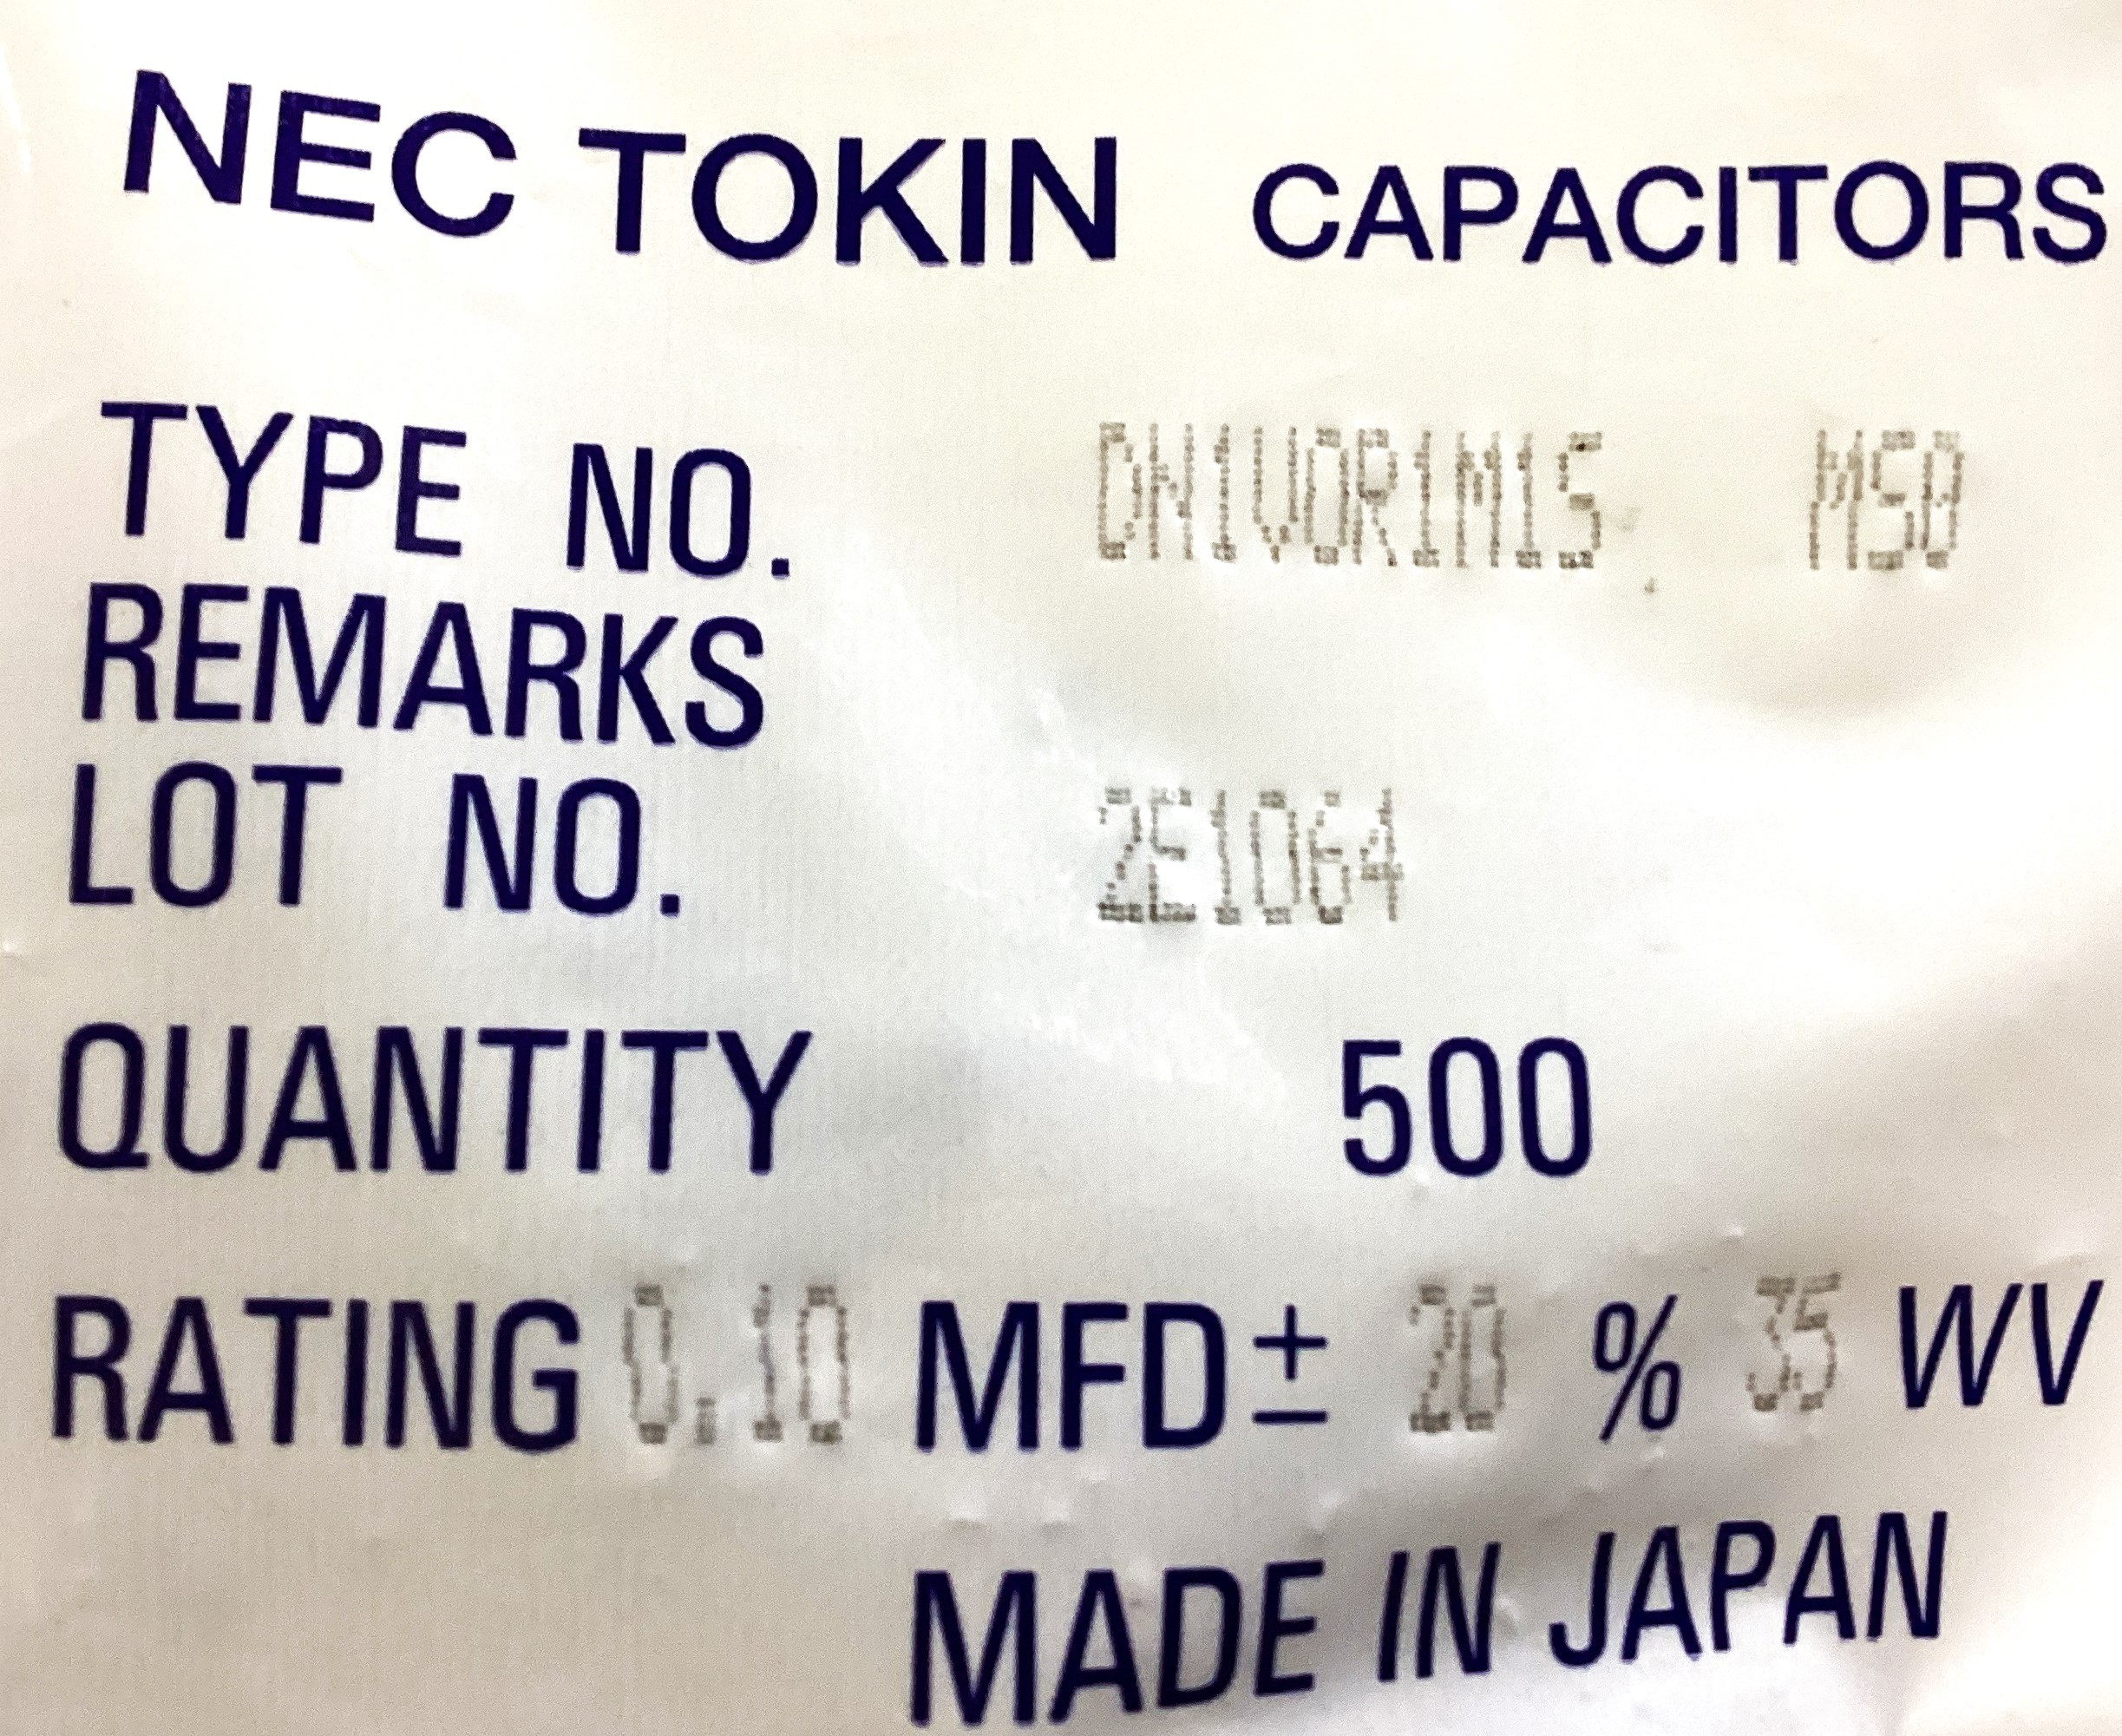 NEC TOKIN CAPACITORS
TYPE NO. DN1V0R1M1S M50
REMARKS
LOT NO. 2E1064
QUANTITY 500
RATING 0.10 MFD± 20 % 35 WV
MADE IN JAPAN